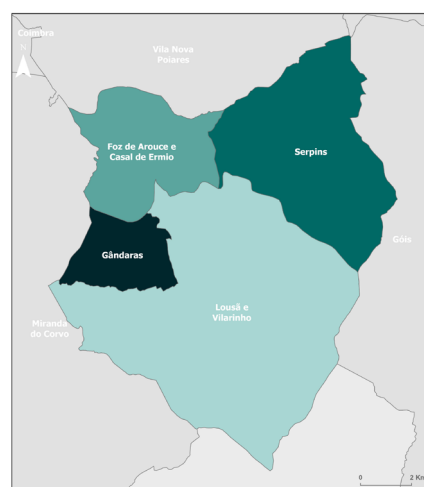 Coimbra
N
Vila Nova
Poiares
Foz de Arouce e
Casal de Ermio
Serpins
Gândaras
Góis
Lousã e
Vilarinho
Miranda
do Corvo
0 2 Km